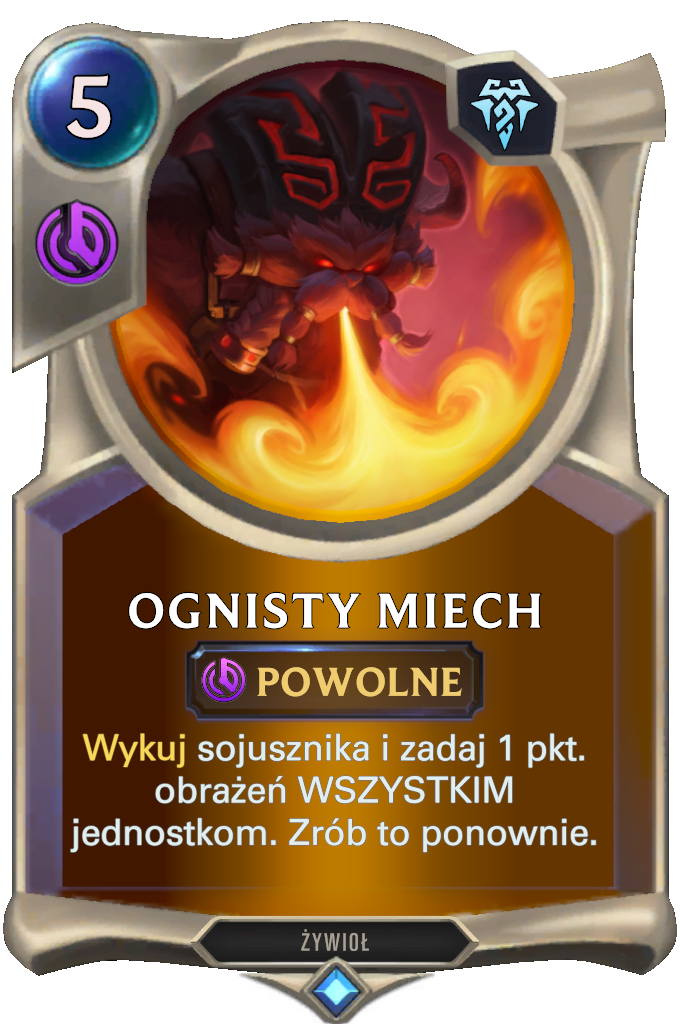 5
OGNISTY MIECH
POWOLNE
Wykuj sojusznika i zadaj 1 pkt.
obrażeń WSZYSTKIM
jednostkom. Zrób to ponownie.
ŻYWIOŁ